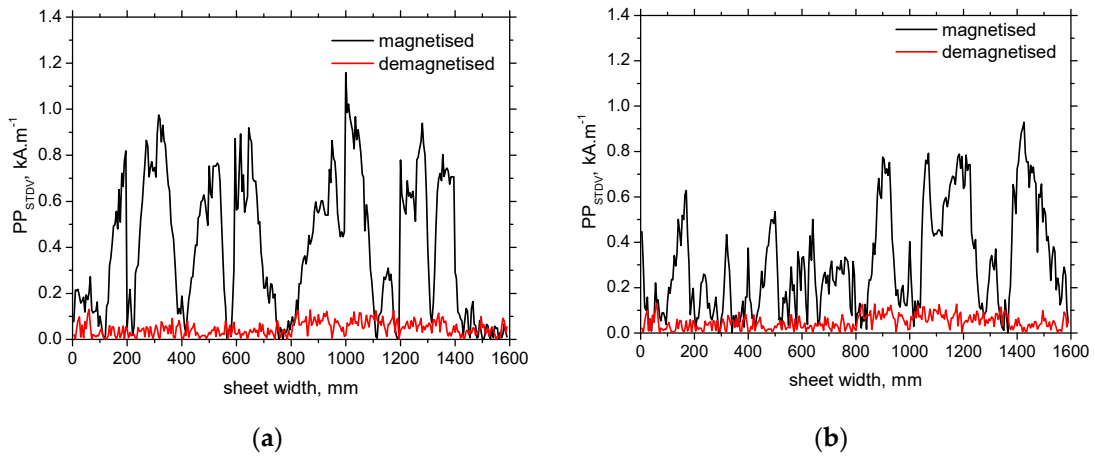 1.4
1.2
1.0
0.8
0.6
0.4
0.2
0.0
PP_STDV, kA.m^-1
magnetised
demagnetised
0 200 400 600 800 1000 1200 1400 1600
sheet width, mm
(a)
1.4
1.2
1.0
0.8
0.6
0.4
0.2
0.0
PP_STDV, kA.m^-1
magnetised
demagnetised
0 200 400 600 800 1000 1200 1400 1600
sheet width, mm
(b)